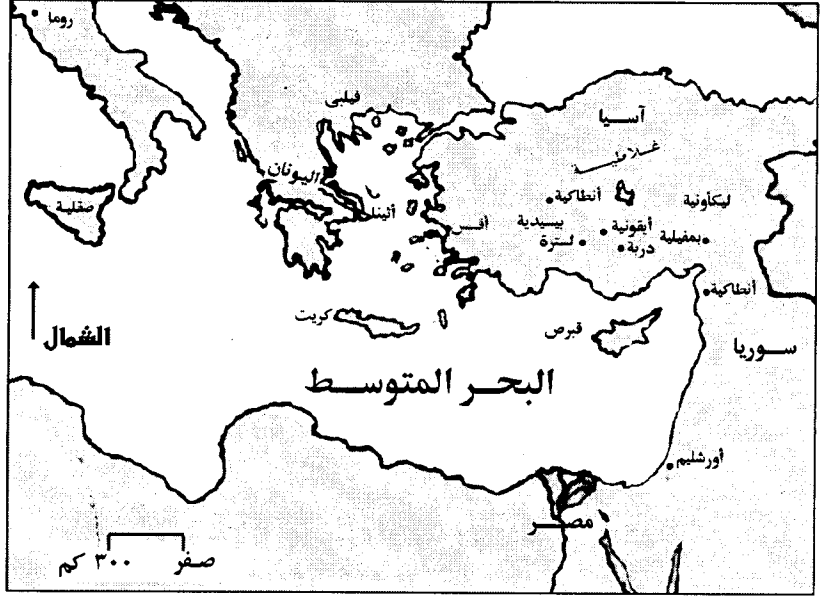 روما
فيلبي
آسيا
غلاطية
اليونان
صقلية
أثينا
أفسس
أنطاكية
ليكأونية
بيسيدية
أيقونية
بمفيلية
لسترة
دربة
أنطاكية
كريت
قبرص
سوريا
الشمال
البحر المتوسط
أورشليم
مصر
صفر ٣٠٠ كم